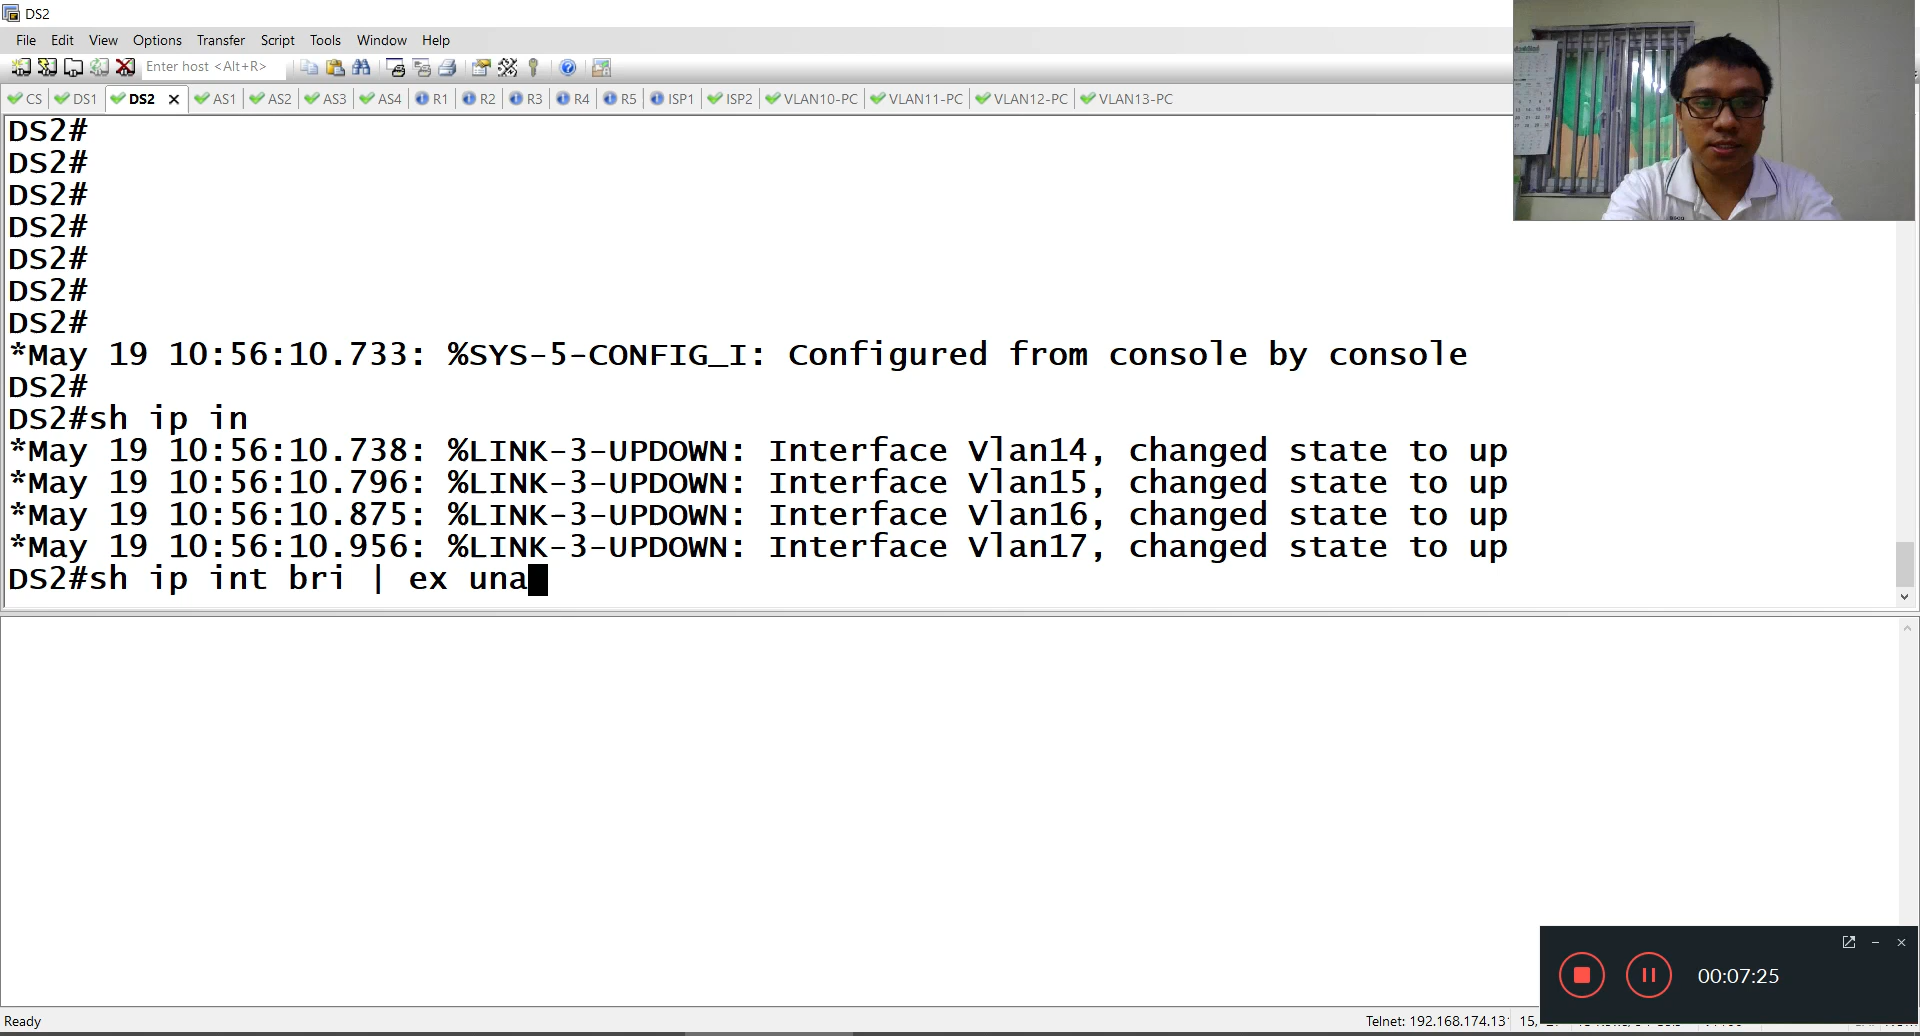 DS2
File Edit View Options Transfer Script Tools Window Help
Enter host <Alt+R>
CS DS1 DS2 AS1 AS2 AS3 AS4 R1 R2 R3 R4 R5 ISP1 ISP2 VLAN10-PC VLAN11-PC VLAN12-PC VLAN13-PC
DS2#
DS2#
DS2#
DS2#
DS2#
DS2#
DS2#
*May 19 10:56:10.733: %SYS-5-CONFIG_I: Configured from console by console
DS2#
DS2#sh ip in
*May 19 10:56:10.738: %LINK-3-UPDOWN: Interface Vlan14, changed state to up
*May 19 10:56:10.796: %LINK-3-UPDOWN: Interface Vlan15, changed state to up
*May 19 10:56:10.875: %LINK-3-UPDOWN: Interface Vlan16, changed state to up
*May 19 10:56:10.956: %LINK-3-UPDOWN: Interface Vlan17, changed state to up
DS2#sh ip int bri | ex una
00:07:25
Ready
Telnet: 192.168.174.13 15,